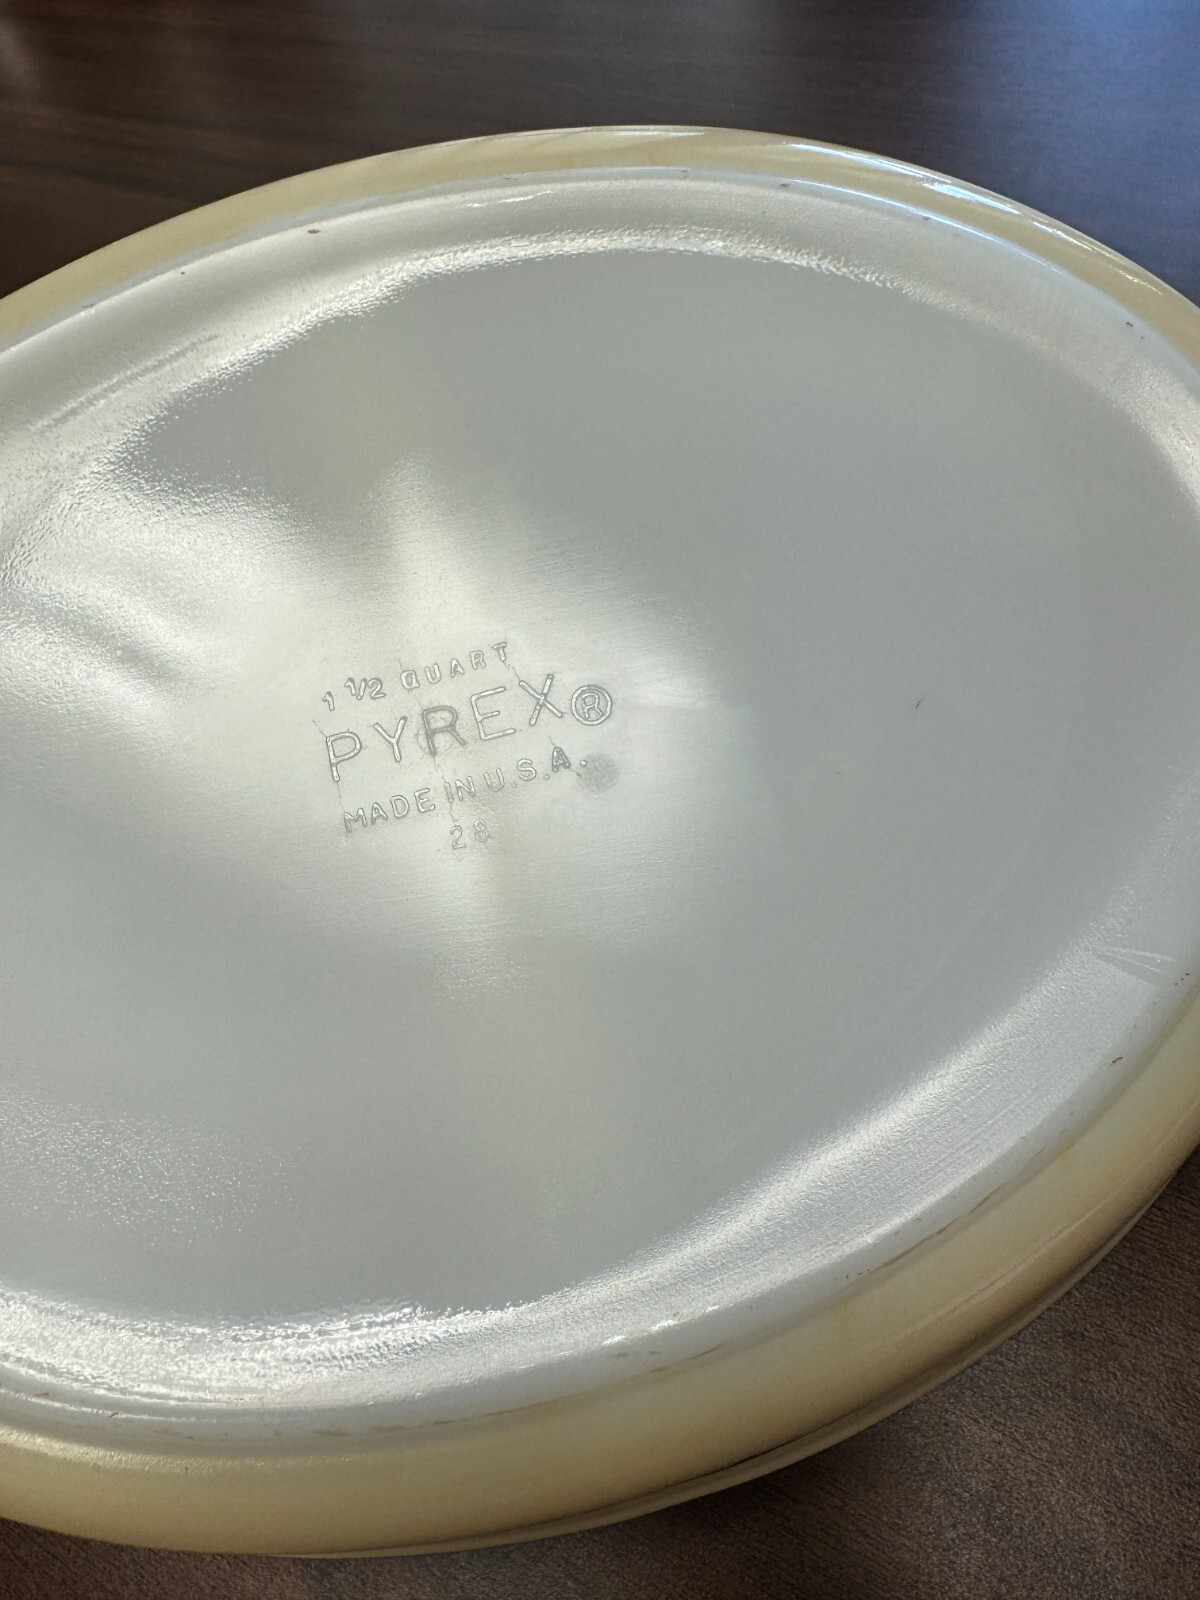 1 1/2 QUART
PYREX®
MADE IN U.S.A.
28